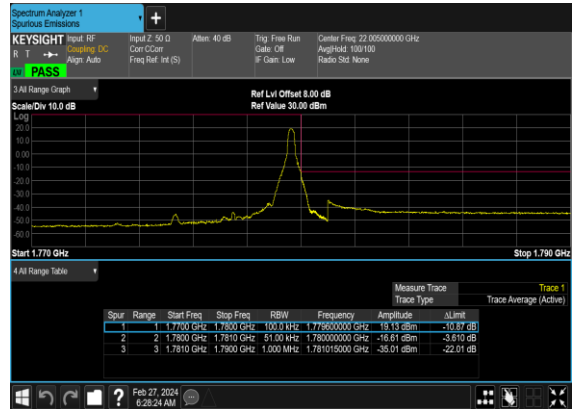 Spectrum Analyzer 1
Spurious Emissions
KEYSIGHT Input: RF Input Z: 50 Ω Atten: 40 dB Trig: Free Run Center Freq: 22.005000000 GHz
R T Coupling: DC Corr CCorr Gate: Off Avg|Hold: 100/100
Align: Auto Freq Ref: Int (S) IF Gain: Low Radio Std: None
PASS
3 All Range Graph Ref Lvl Offset 8.00 dB
Scale/Div 10.0 dB Ref Value 30.00 dBm
Log
20.0
10.0
0.00
-10.0
-20.0
-30.0
-40.0
-50.0
-60.0
Start 1.770 GHz Stop 1.790 GHz
4 All Range Table
Measure Trace Trace 1
Trace Type Trace Average (Active)
Spur Range Start Freq Stop Freq RBW Frequency Amplitude ΔLimit
1 1 1.7700 GHz 1.7800 GHz 100.0 kHz 1.779600000 GHz 19.13 dBm -10.87 dB
2 2 1.7800 GHz 1.7810 GHz 51.00 kHz 1.780000000 GHz -16.61 dBm -3.610 dB
3 3 1.7810 GHz 1.7900 GHz 1.000 MHz 1.781015000 GHz -35.01 dBm -22.01 dB
Feb 27, 2024
6:28:24 AM